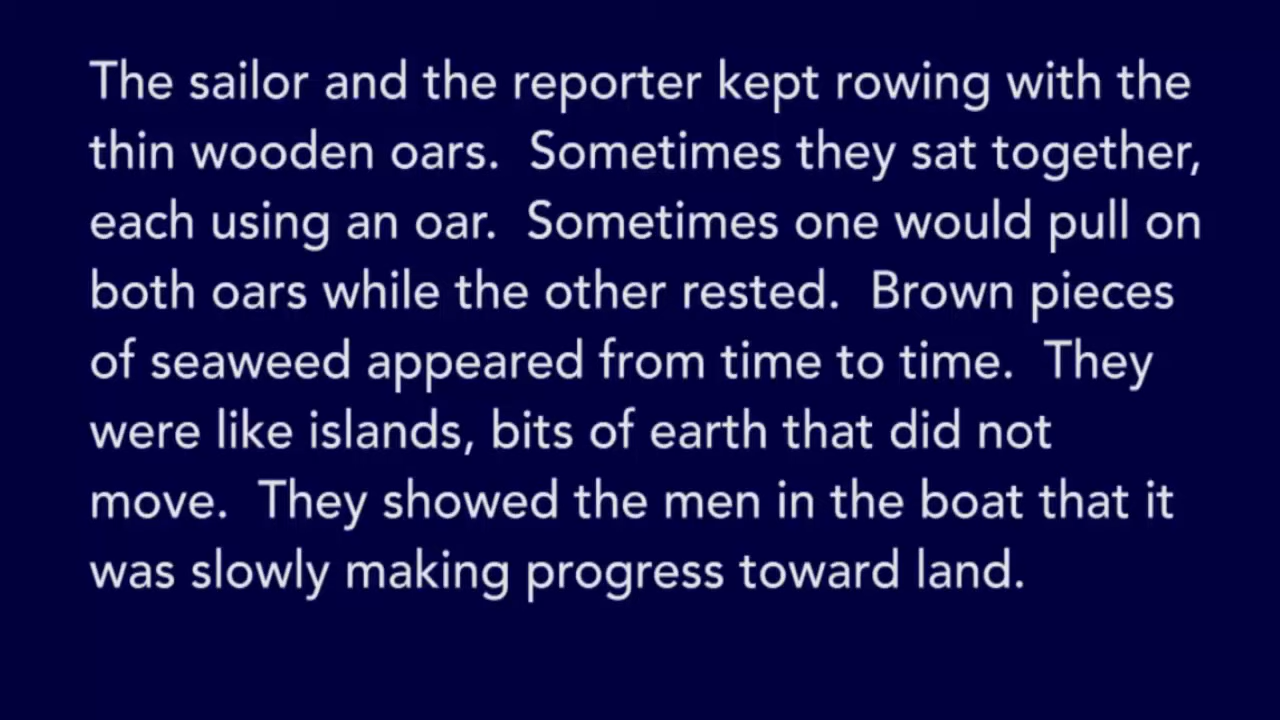 The sailor and the reporter kept rowing with the
thin wooden oars.  Sometimes they sat together,
each using an oar.  Sometimes one would pull on
both oars while the other rested.  Brown pieces
of seaweed appeared from time to time.  They
were like islands, bits of earth that did not
move.  They showed the men in the boat that it
was slowly making progress toward land.